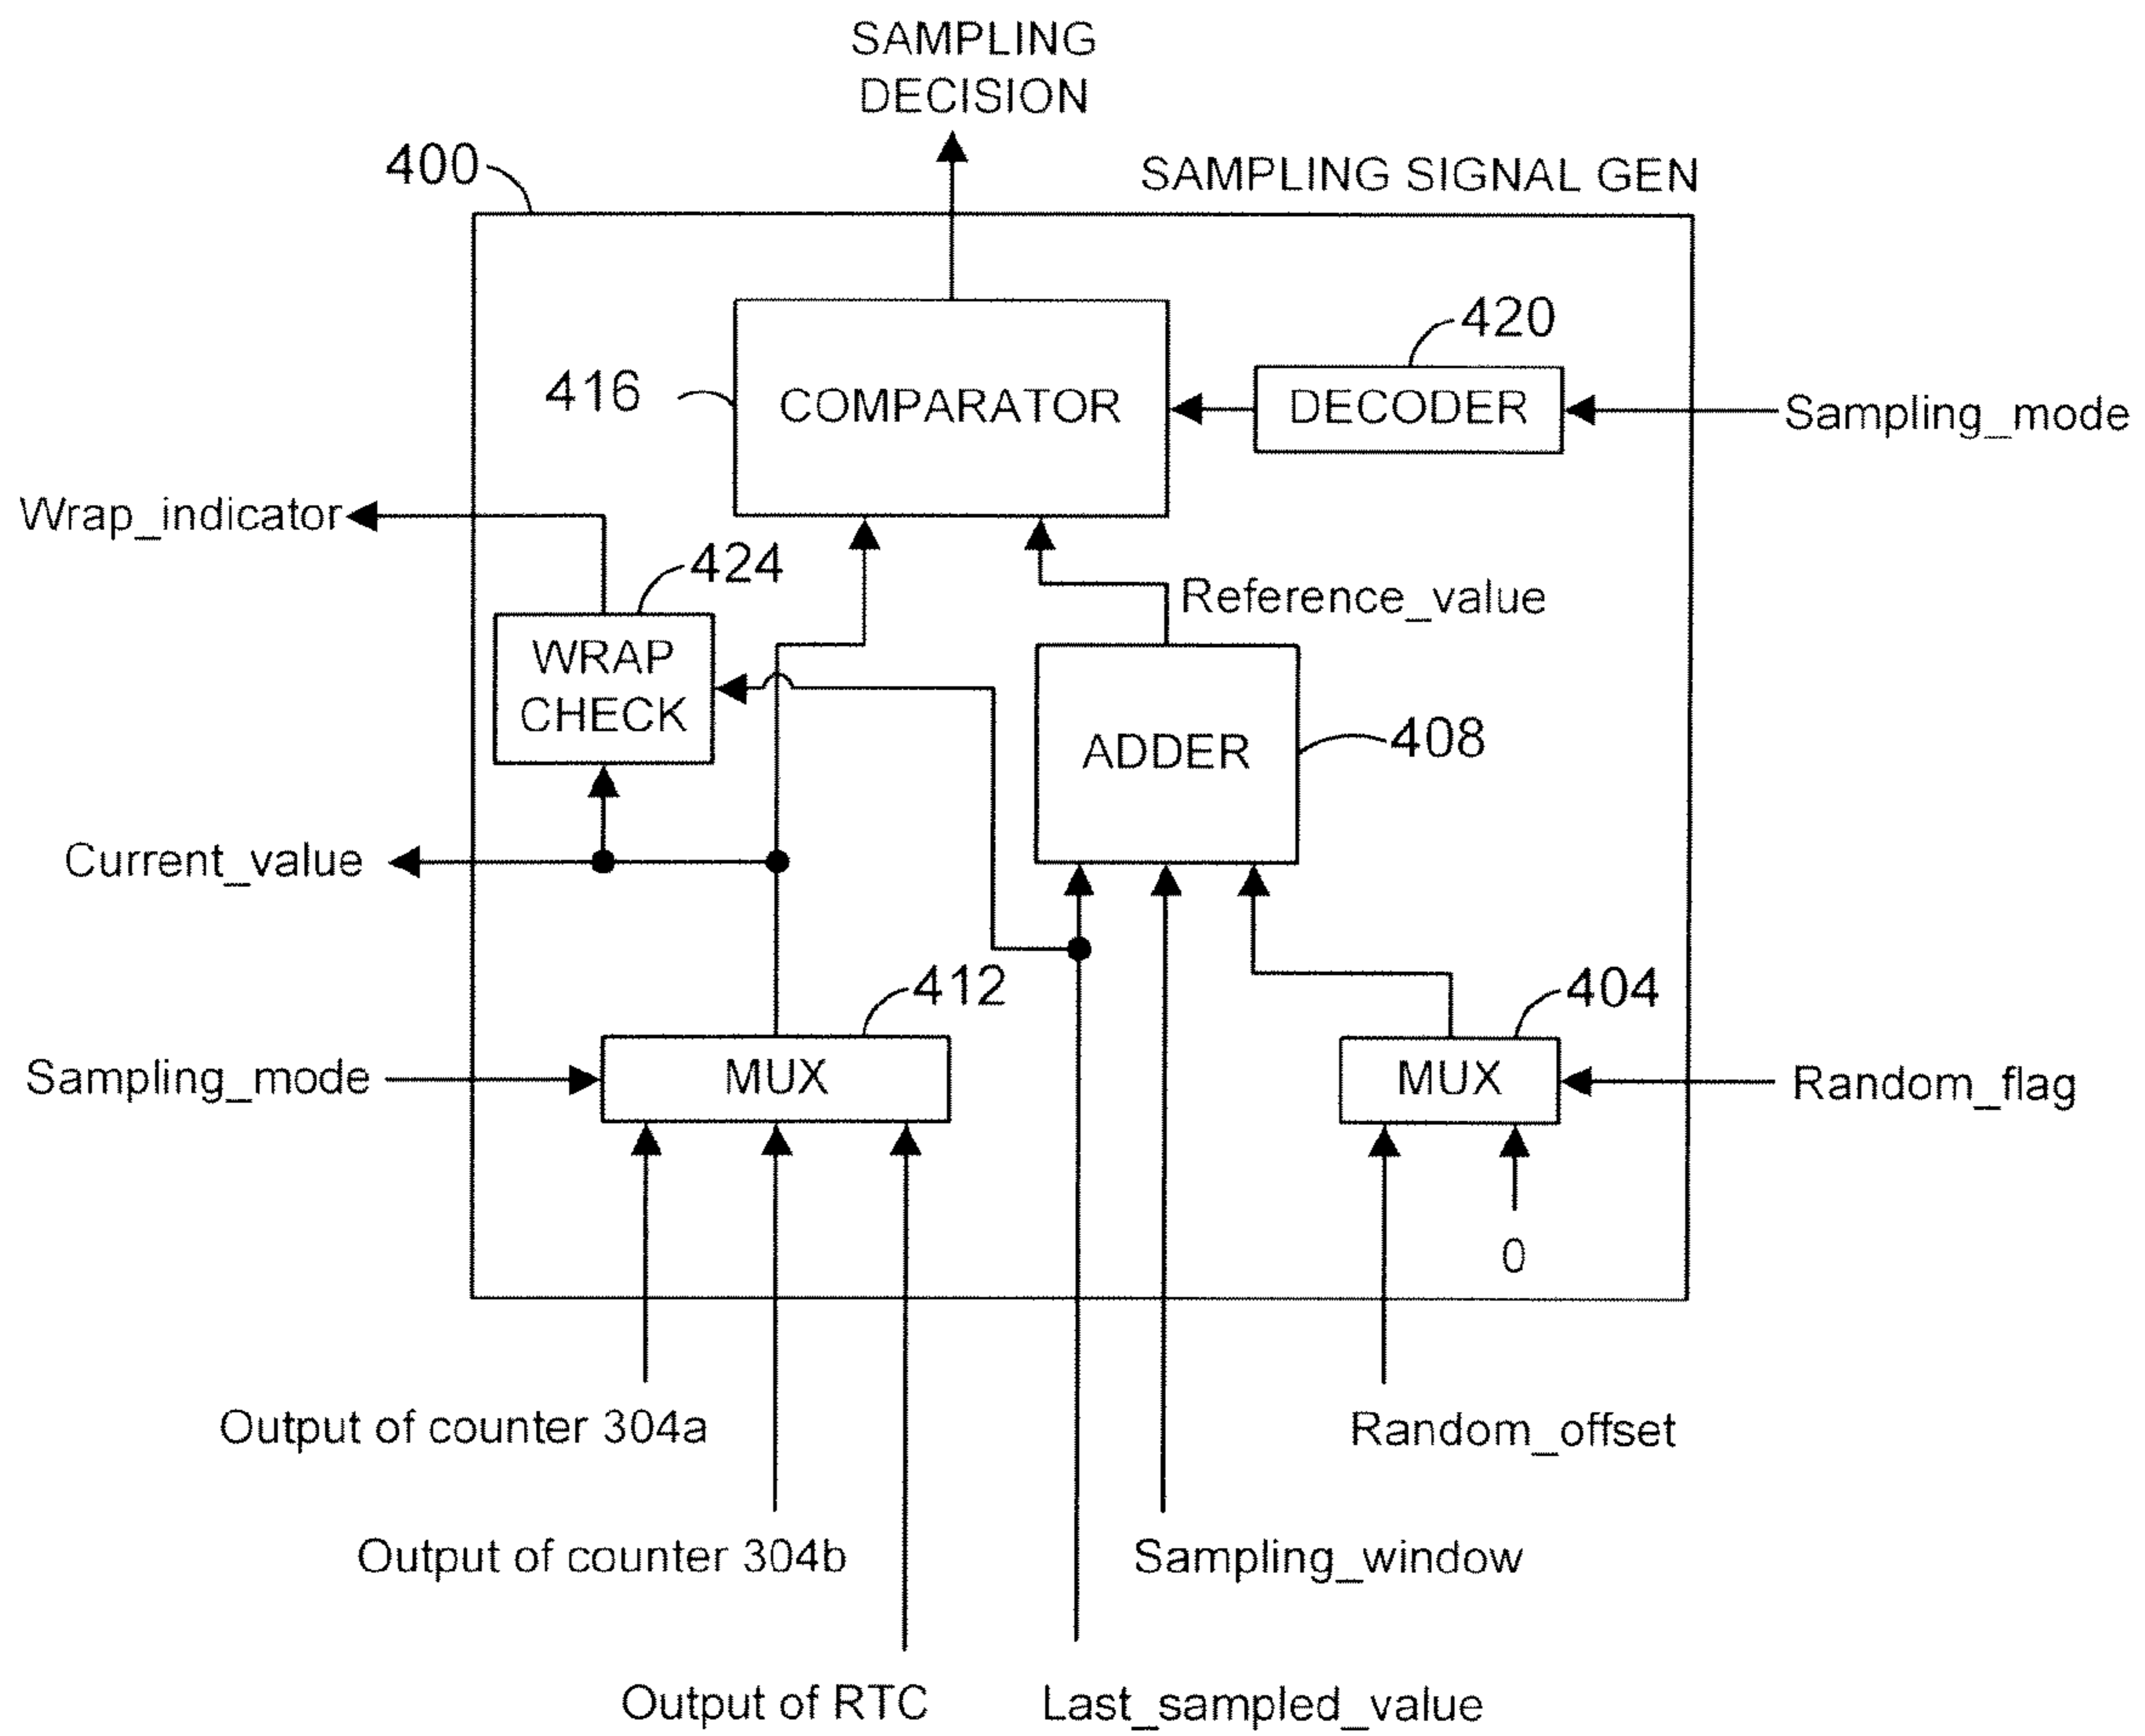 SAMPLING
DECISION
400
SAMPLING SIGNAL GEN
420
416
COMPARATOR
DECODER
Sampling_mode
Wrap_indicator
424
Reference_value
WRAP
CHECK
408
ADDER
Current_value
412
404
Sampling_mode
MUX
MUX
Random_flag
0
Output of counter 304a
Random_offset
Output of counter 304b
Sampling_window
Output of RTC
Last_sampled_value